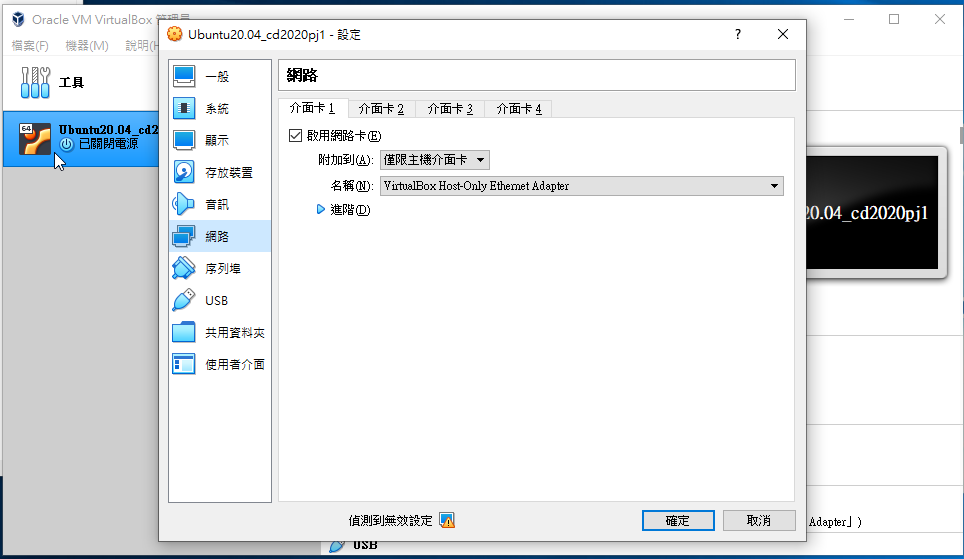 Oracle VM VirtualBox 管理員
檔案(F) 機器(M) 說明(H
工具
64
Ubuntu20.04_cd2
已關閉電源
Ubuntu20.04_cd2020pj1 - 設定
?
一般
系統
顯示
存放裝置
音訊
網路
序列埠
USB
共用資料夾
使用者介面
網路
介面卡 1 介面卡 2 介面卡 3 介面卡 4
啟用網路卡(E)
附加到(A): 僅限主機介面卡
名稱(N): VirtualBox Host-Only Ethernet Adapter
進階(D)
偵測到無效設定
確定 取消
20.04_cd2020pj1
Adapter」)
USB